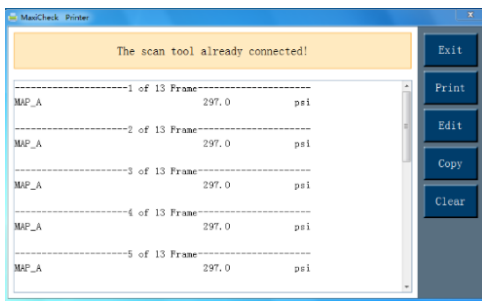 MaxiCheck Printer
The scan tool already connected!
----------------------1 of 13 Frame----------------------
MAP_A 297.0 psi
----------------------2 of 13 Frame----------------------
MAP_A 297.0 psi
----------------------3 of 13 Frame----------------------
MAP_A 297.0 psi
----------------------4 of 13 Frame----------------------
MAP_A 297.0 psi
----------------------5 of 13 Frame----------------------
MAP_A 297.0 psi
Exit
Print
Edit
Copy
Clear